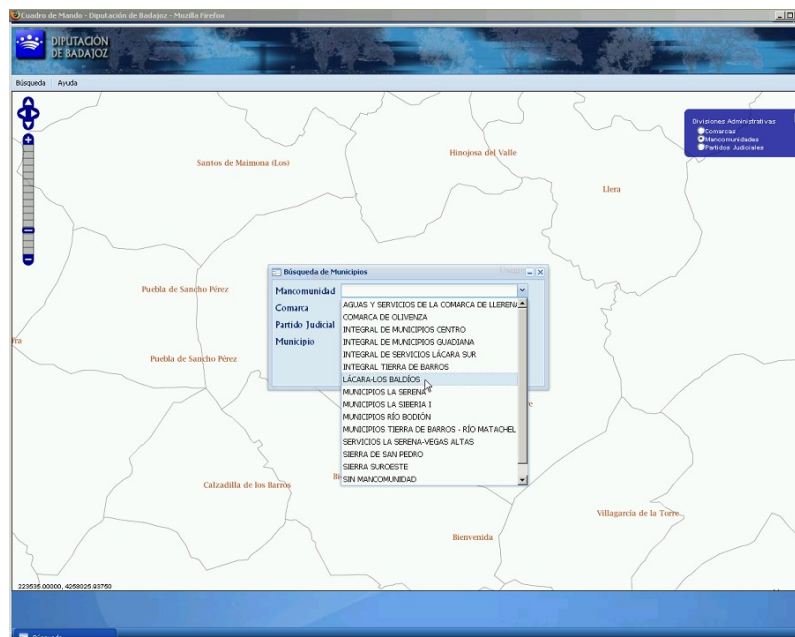 Cuadro de Mando - Diputación de Badajoz - Mozilla Firefox
DIPUTACIÓN
DE BADAJOZ
Búsqueda Ayuda
Divisiones Administrativas
Comarcas
Mancomunidades
Partidos Judiciales
Santos de Maimona (Los)
Hinojosa del Valle
Llera
Puebla de Sancho Pérez
Búsqueda de Municipios
Mancomunidad
Comarca
Partido Judicial
Municipio
AGUAS Y SERVICIOS DE LA COMARCA DE LLERENA
COMARCA DE OLIVENZA
INTEGRAL DE MUNICIPIOS CENTRO
INTEGRAL DE MUNICIPIOS GUADIANA
INTEGRAL DE SERVICIOS LÁCARA SUR
INTEGRAL TIERRA DE BARROS
LÁCARA-LOS BALDÍOS
MUNICIPIOS LA SERENA
MUNICIPIOS LA SIBERIA I
MUNICIPIOS RÍO BODIÓN
MUNICIPIOS TIERRA DE BARROS - RÍO MATACHEL
SERVICIOS LA SERENA-VEGAS ALTAS
SIERRA DE SAN PEDRO
SIERRA SUROESTE
SIN MANCOMUNIDAD
fra
Puebla de Sancho Pérez
Calzadilla de los Barros
Bienvenida
Villagarcía de la Torre
223535.00000, 4258025.93750
Búsqueda